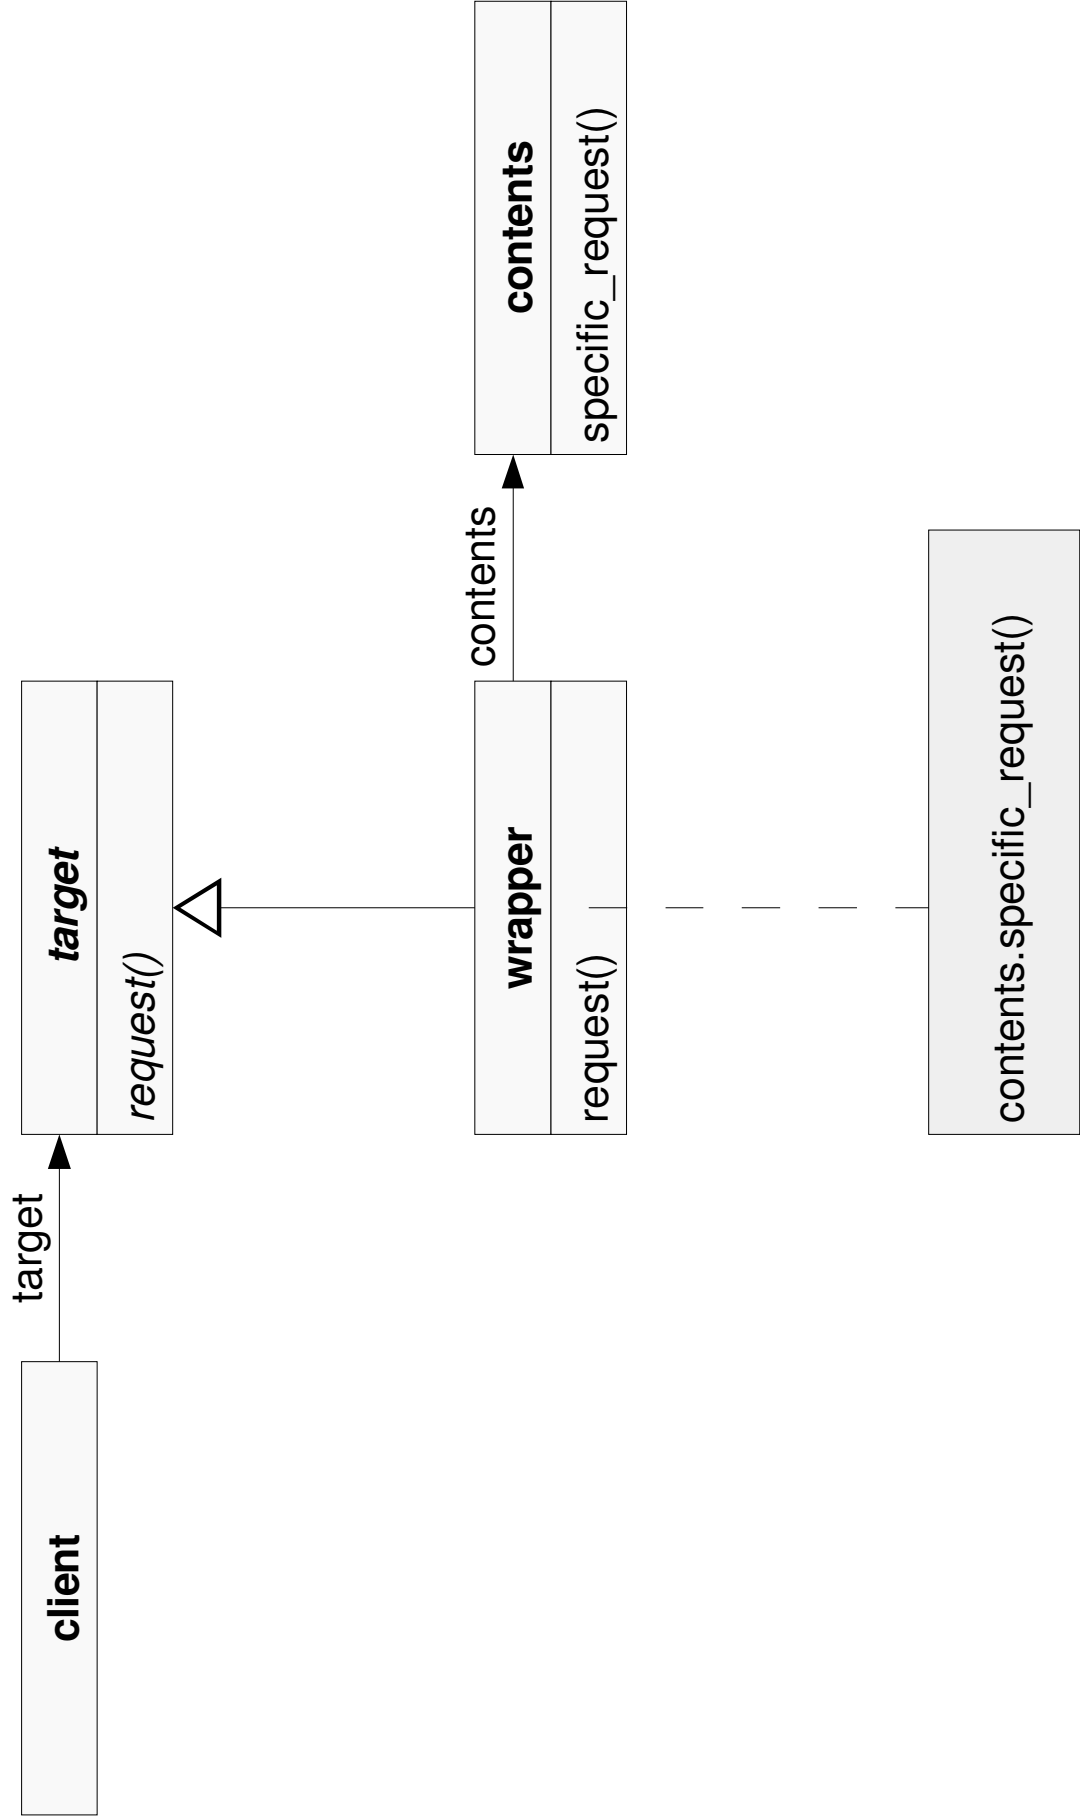 client
target
target
request()
wrapper
request()
contents
contents
specific_request()
contents.specific_request()